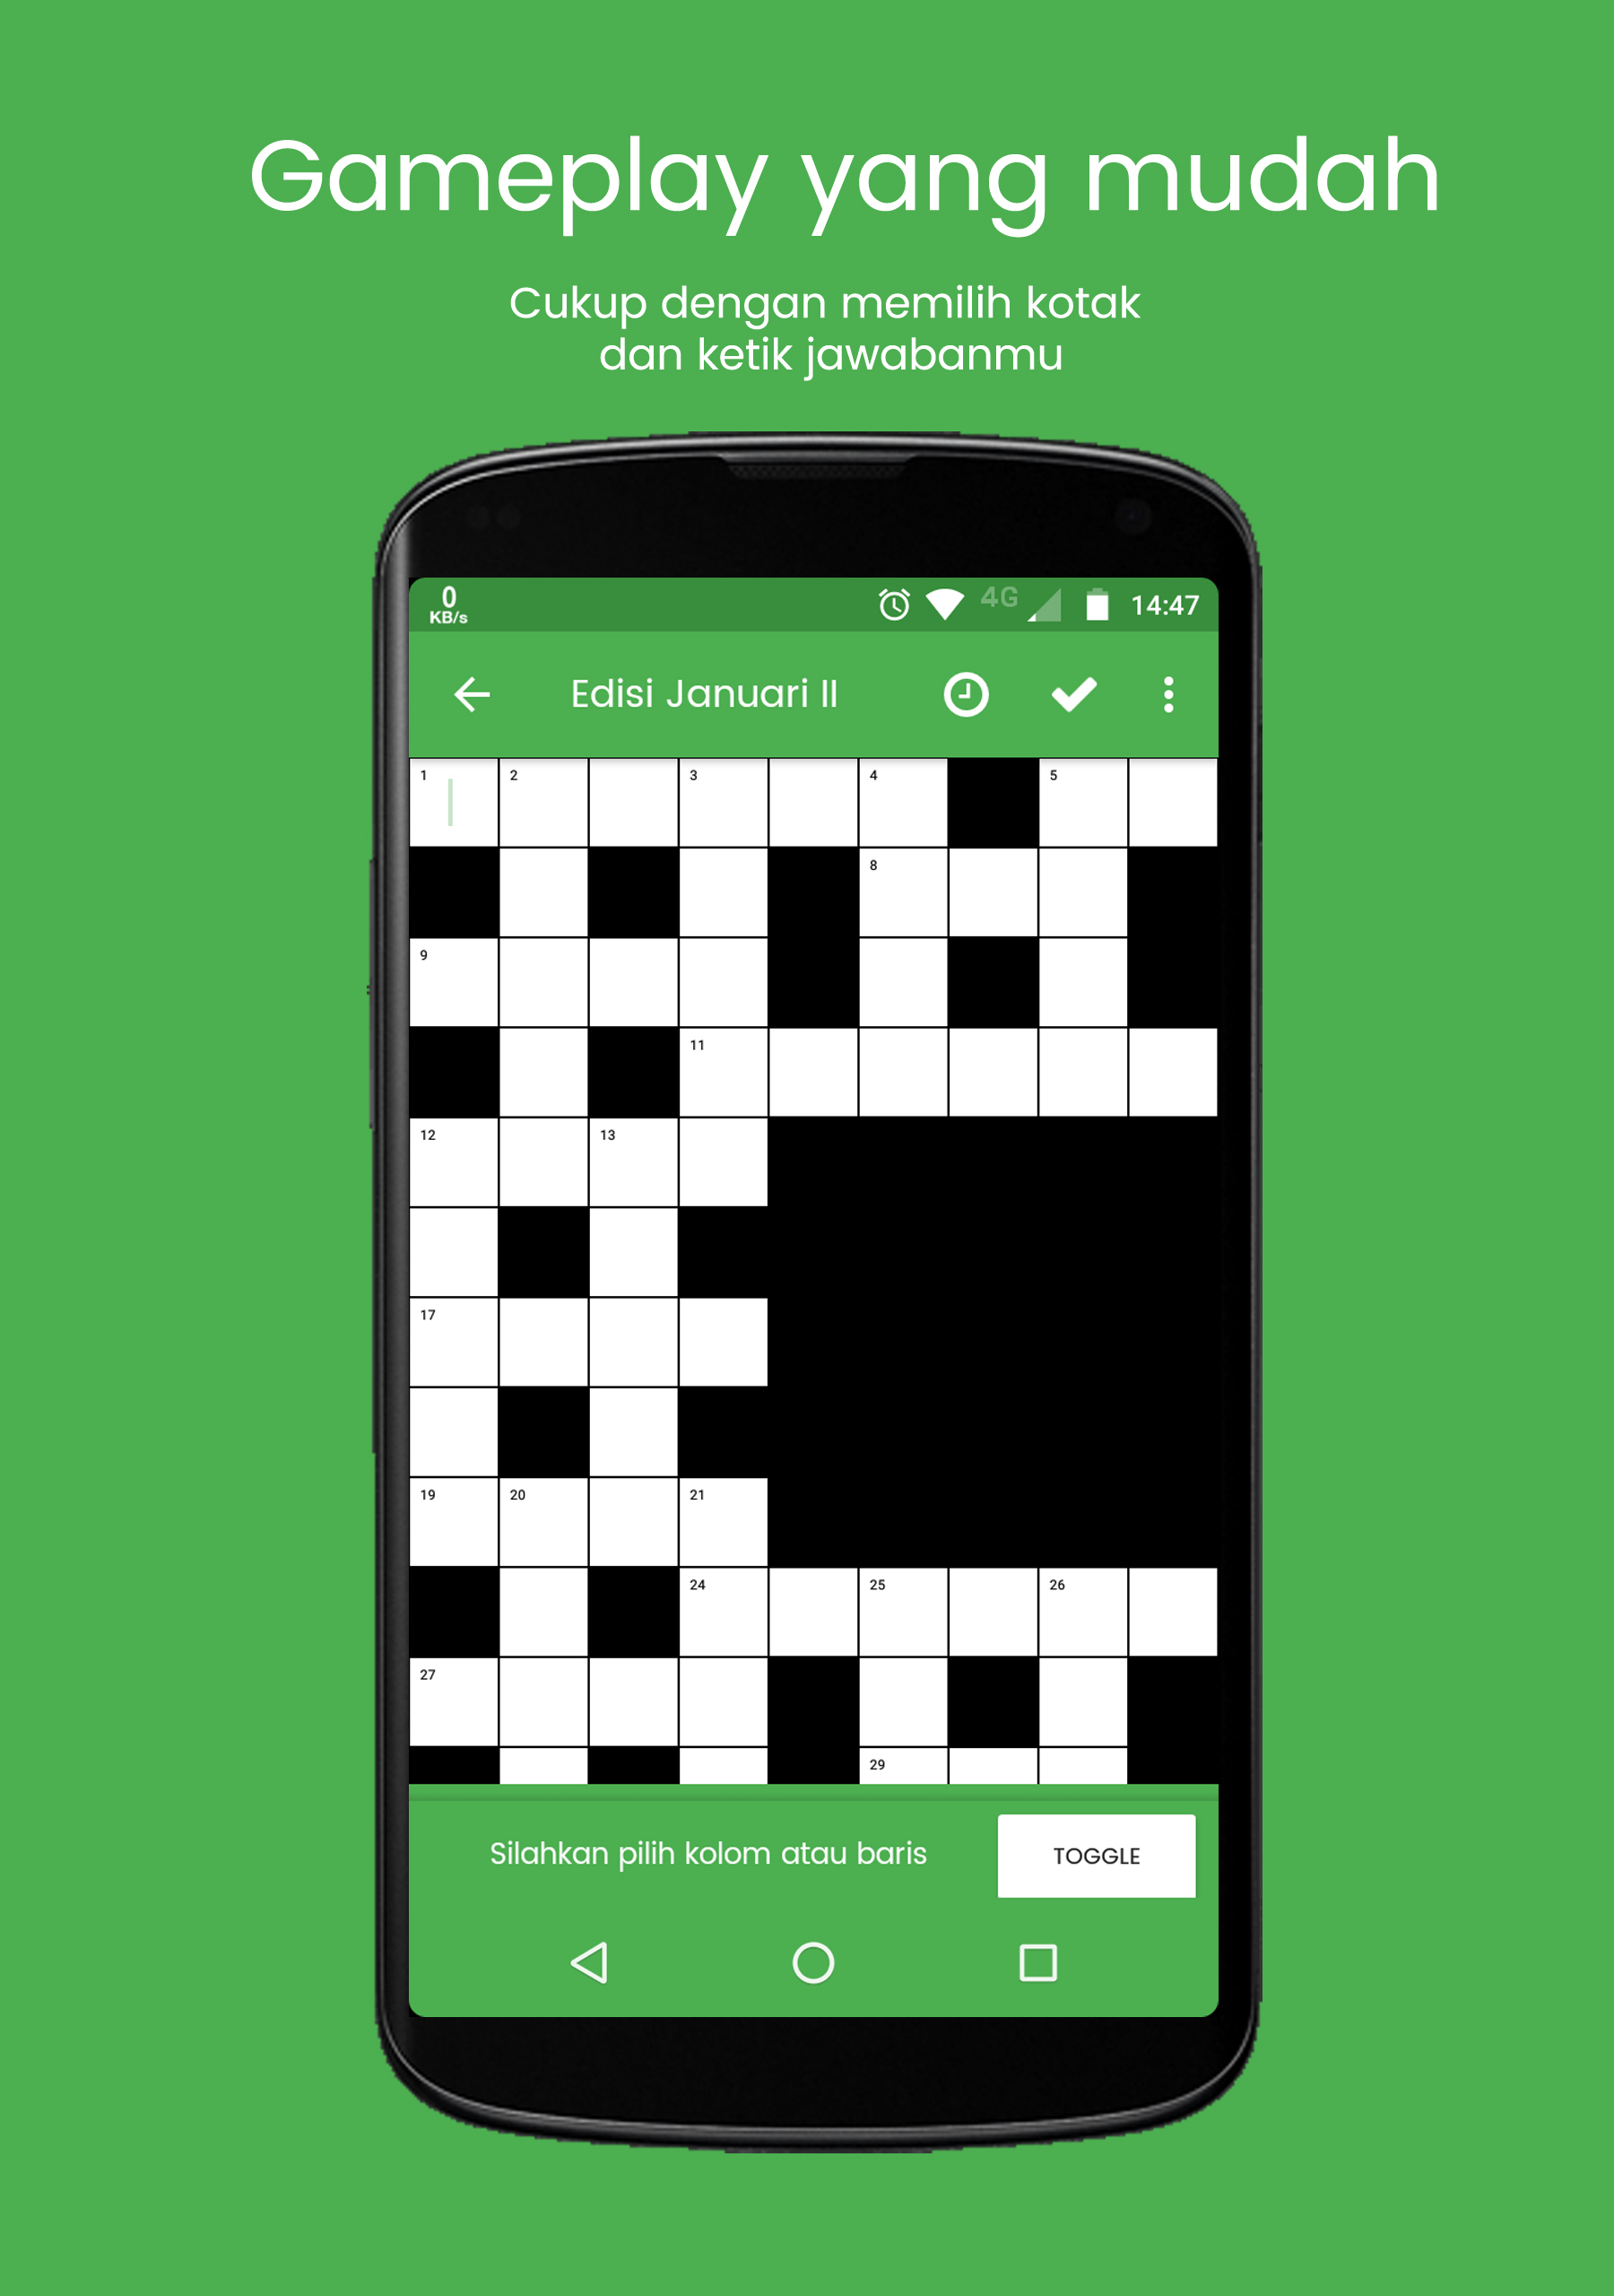 Gameplay yang mudah
Cukup dengan memilih kotak
dan ketik jawabanmu
0
KB/s
4G
14:47
Edisi Januari II
1 2 3 4 5
8
9
11
12 13
17
19 20 21
24 25 26
27
29
Silahkan pilih kolom atau baris
TOGGLE